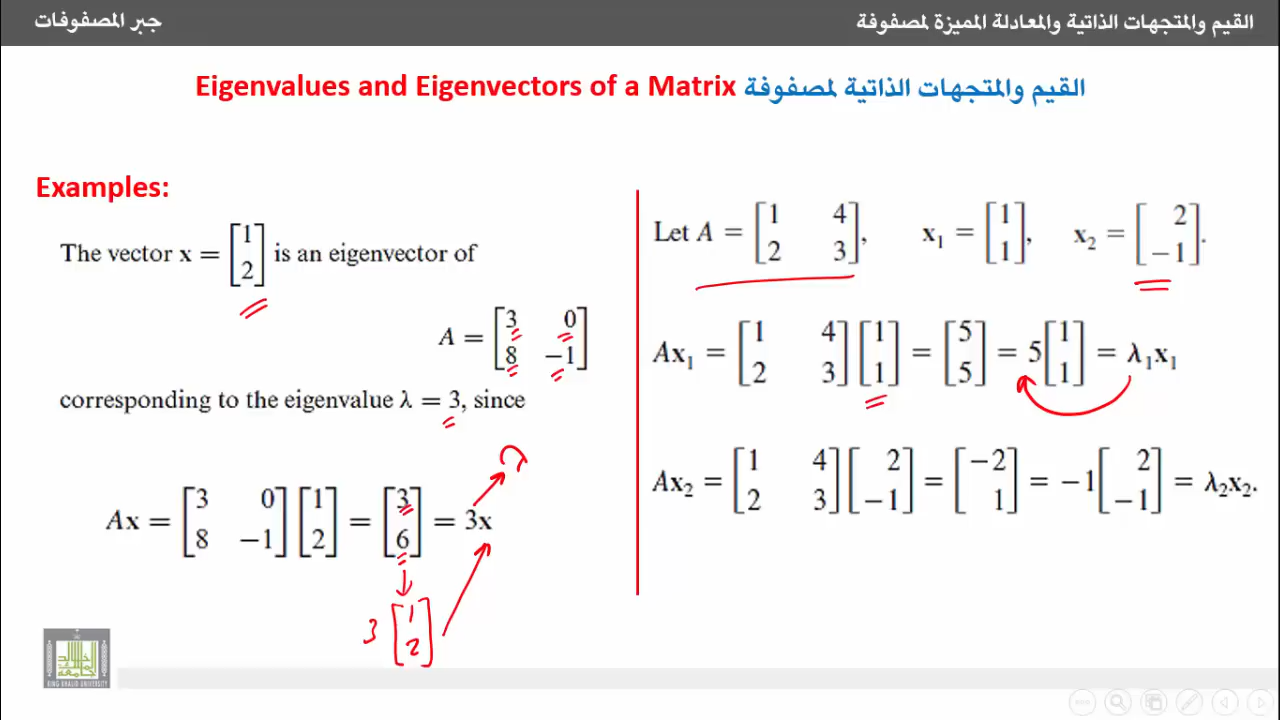 القيم والمتجهات الذاتية والمعادلة المميزة لمصفوفة
جبر المصفوفات
Eigenvalues and Eigenvectors of a Matrix القيم والمتجهات الذاتية لمصفوفة
Examples:
The vector x = [1 2] is an eigenvector of
A = [3 0 8 −1]
corresponding to the eigenvalue λ = 3, since
λ
Ax = [3 0 8 −1] [1 2] = [3 6] = 3x
3 [1 2]
Let A = [1 4 2 3], x₁ = [1 1], x₂ = [2 −1].
Ax₁ = [1 4 2 3] [1 1] = [5 5] = 5 [1 1] = λ₁x₁
Ax₂ = [1 4 2 3] [2 −1] = [−2 1] = −1 [2 −1] = λ₂x₂.
KING KHALID UNIVERSITY